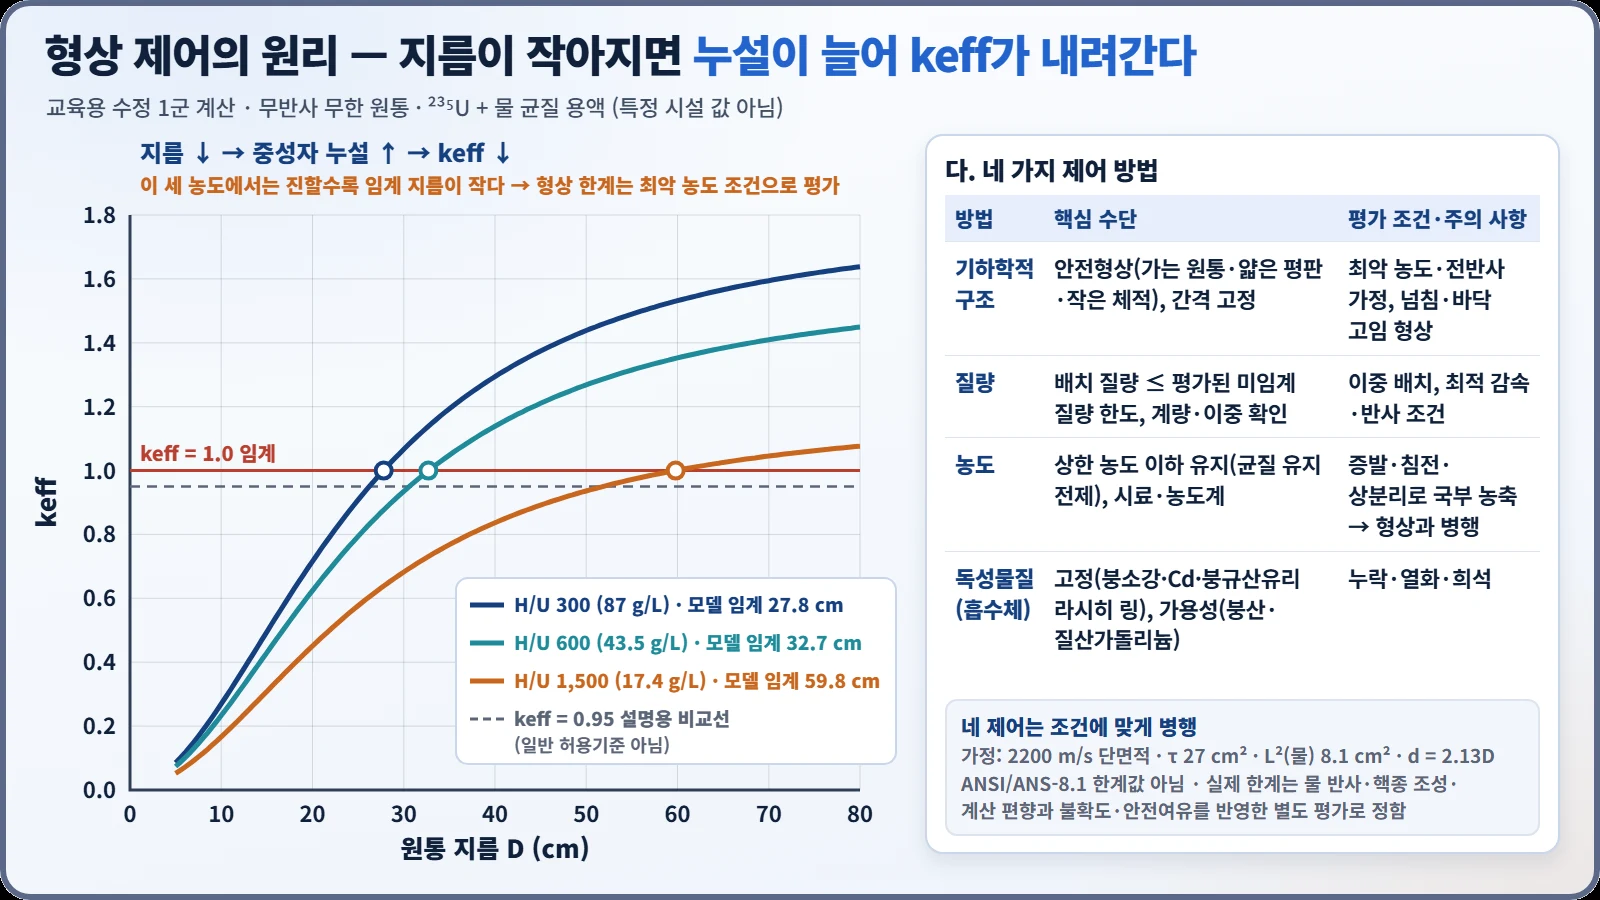 형상 제어의 원리 — 지름이 작아지면 누설이 늘어 keff가 내려간다
교육용 수정 1군 계산 · 무반사 무한 원통 · ²³⁵U + 물 균질 용액 (특정 시설 값 아님)
지름 ↓ → 중성자 누설 ↑ → keff ↓
이 세 농도에서는 진할수록 임계 지름이 작다 → 형상 한계는 최악 농도 조건으로 평가
1.8
1.6
1.4
1.2
1.0
0.8
0.6
0.4
0.2
0.0
keff
keff = 1.0 임계
H/U 300 (87 g/L) · 모델 임계 27.8 cm
H/U 600 (43.5 g/L) · 모델 임계 32.7 cm
H/U 1,500 (17.4 g/L) · 모델 임계 59.8 cm
keff = 0.95 설명용 비교선
(일반 허용기준 아님)
0 10 20 30 40 50 60 70 80
원통 지름 D (cm)
다. 네 가지 제어 방법
방법 핵심 수단 평가 조건·주의 사항
기하학적 안전형상(가는 원통·얇은 평판 최악 농도·전반사
구조 ·작은 체적), 간격 고정 가정, 넘침·바닥
고임 형상
질량 배치 질량 ≤ 평가된 미임계 이중 배치, 최적 감속
질량 한도, 계량·이중 확인 ·반사 조건
농도 상한 농도 이하 유지(균질 유지 증발·침전·
전제), 시료·농도계 상분리로 국부 농축
→ 형상과 병행
독성물질 고정(붕소강·Cd·붕규산유리 누락·열화·희석
(흡수체) 라시히 링), 가용성(붕산·
질산가돌리늄)
네 제어는 조건에 맞게 병행
가정: 2200 m/s 단면적 · τ 27 cm² · L²(물) 8.1 cm² · d = 2.13D
ANSI/ANS-8.1 한계값 아님 · 실제 한계는 물 반사·핵종 조성·
계산 편향과 불확도·안전여유를 반영한 별도 평가로 정함